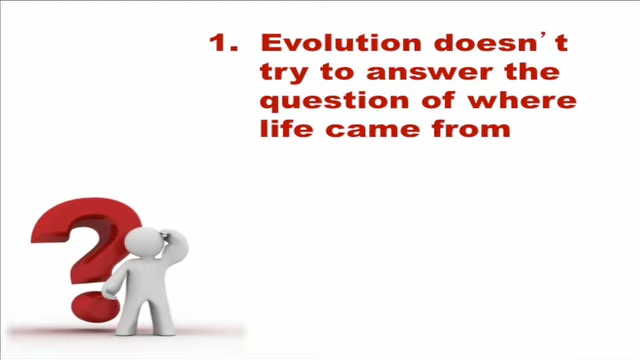 1. Evolution doesn't
try to answer the
question of where
life came from